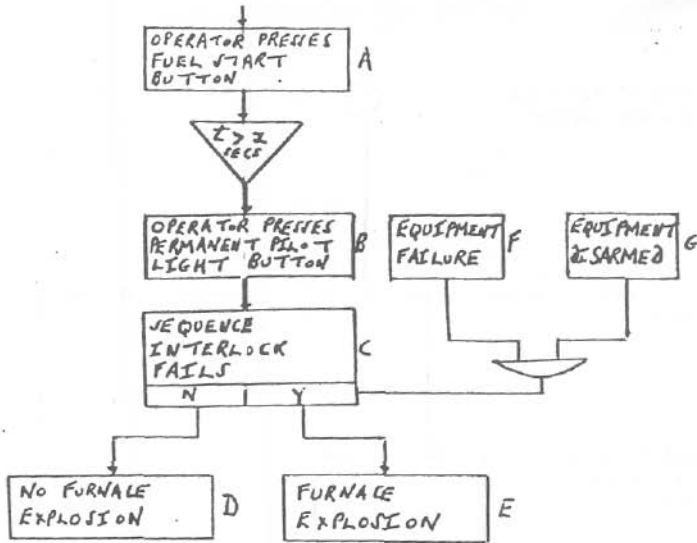 OPERATOR PRESSES
FUEL START
BUTTON
A
t > x
SECS
OPERATOR PRESSES
PERMANENT PILOT
LIGHT BUTTON
B
EQUIPMENT
FAILURE
F
EQUIPMENT
DISARMED
G
SEQUENCE
INTERLOCK
FAILS
C
N
Y
NO FURNACE
EXPLOSION
D
FURNACE
EXPLOSION
E